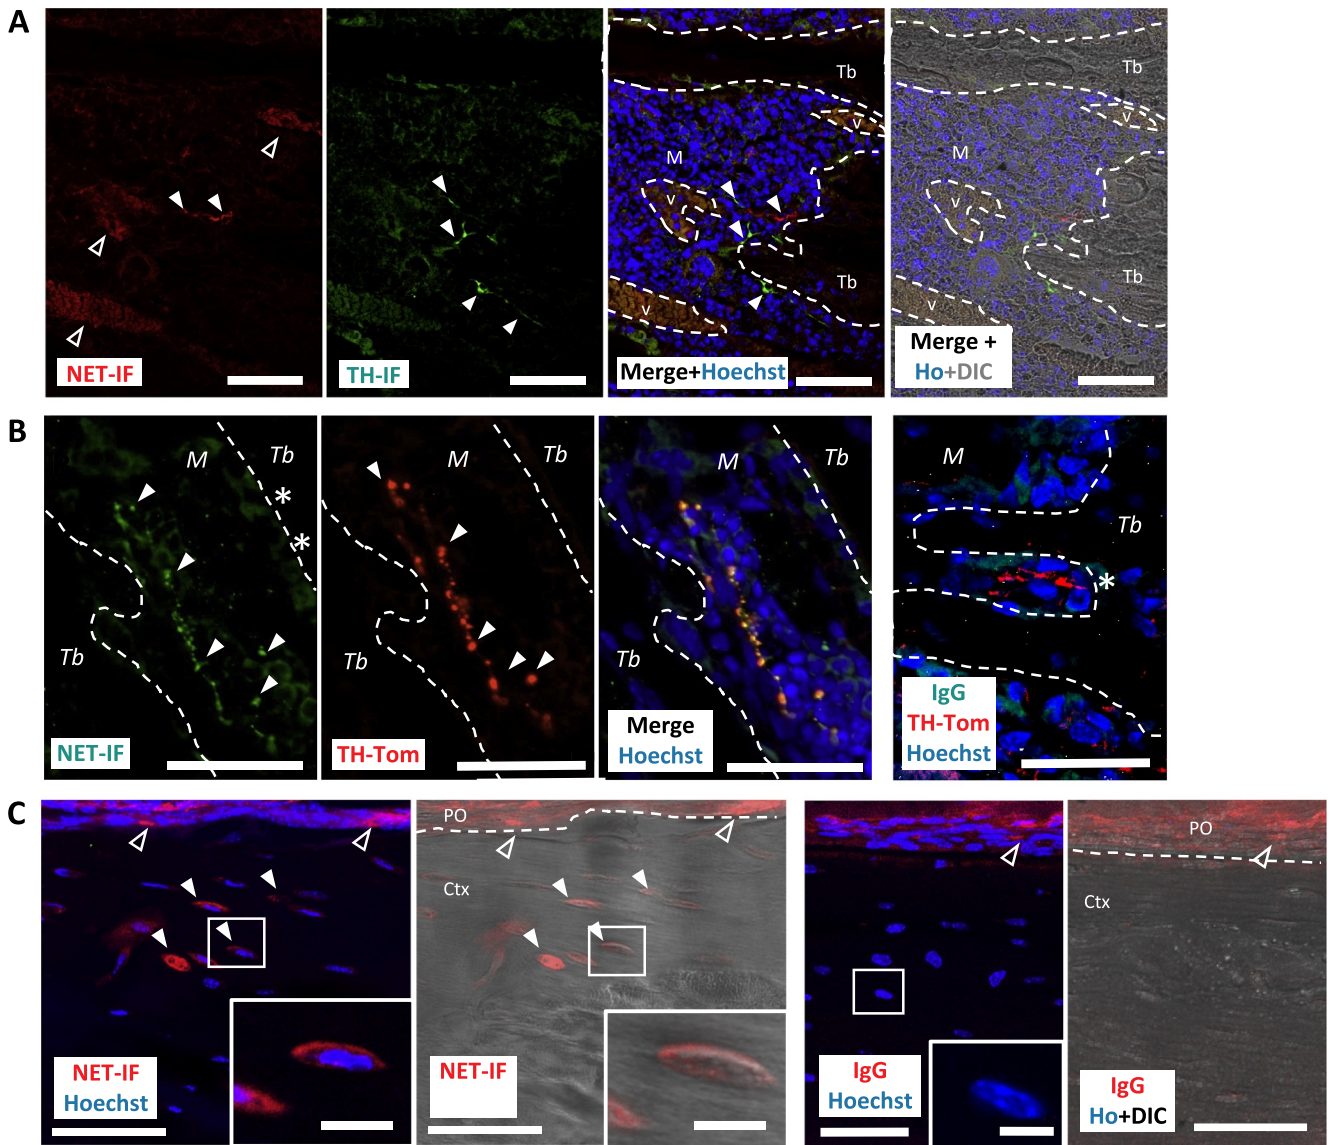 A
Tb
Tb
v
v
M
M
v
v
Tb
Tb
v
v
NET-IF
TH-IF
Merge+Hoechst
Merge +
Ho+DIC
B
M
Tb
*
*
M
Tb
M
Tb
M
Tb
*
Tb
Tb
Tb
NET-IF
TH-Tom
Merge
Hoechst
IgG
TH-Tom
Hoechst
C
PO
PO
Ctx
Ctx
NET-IF
Hoechst
NET-IF
IgG
Hoechst
IgG
Ho+DIC